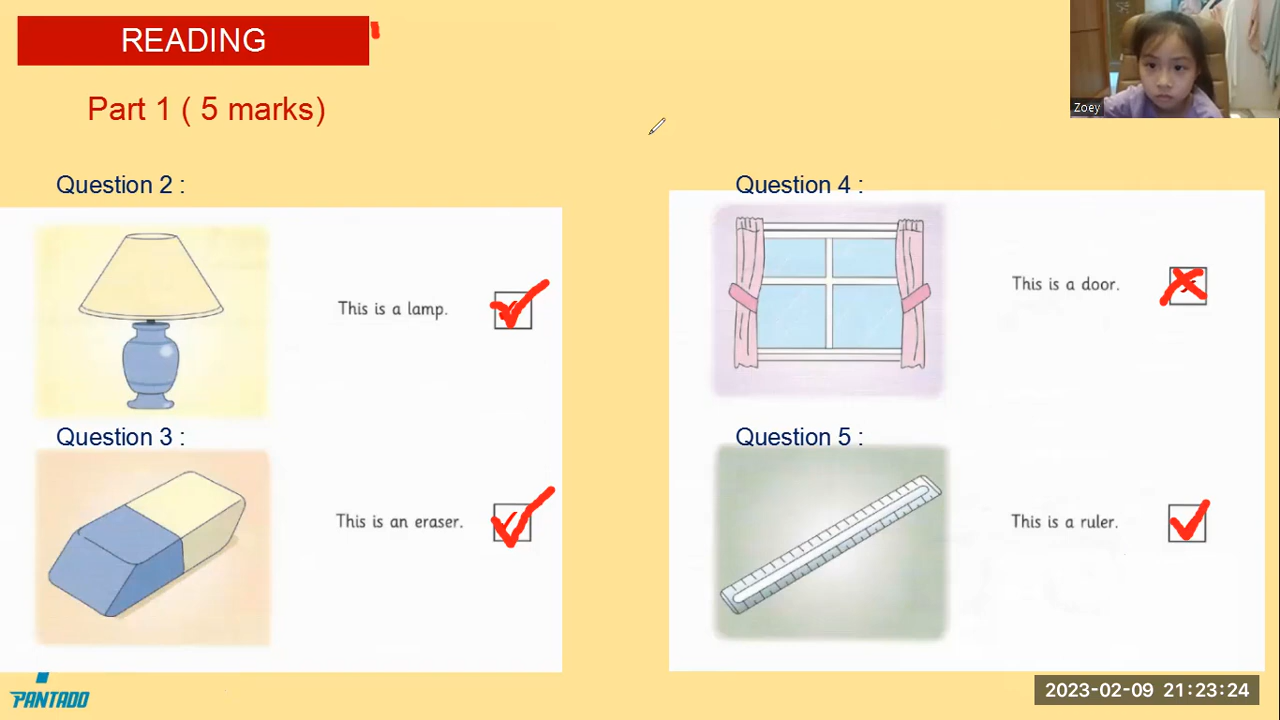 READING
Part 1 ( 5 marks)
Zoey
Question 2 :
This is a lamp.
Question 3 :
This is an eraser.
Question 4 :
This is a door.
Question 5 :
This is a ruler.
PANTADO
2023-02-09 21:23:24